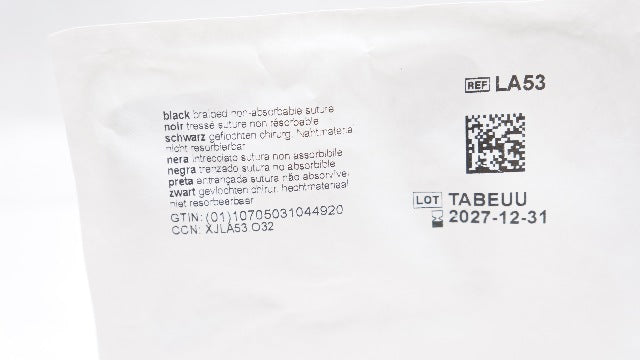 black braided non-absorbable suture
noir tressé suture non résorbable
schwarz geflochten chirurg. Nahtmaterial
nicht resorbierbar
nera intrecciato sutura non assorbibile
negra trenzado sutura no absorbible
preta entrançada sutura não absorvível
zwart gevlochten chirur. hechtmateriaal
niet resorbeerbaar
GTIN: (01)10705031044920
CCN: XJLA53.O32
REF LA53
LOT TABEUU
2027-12-31